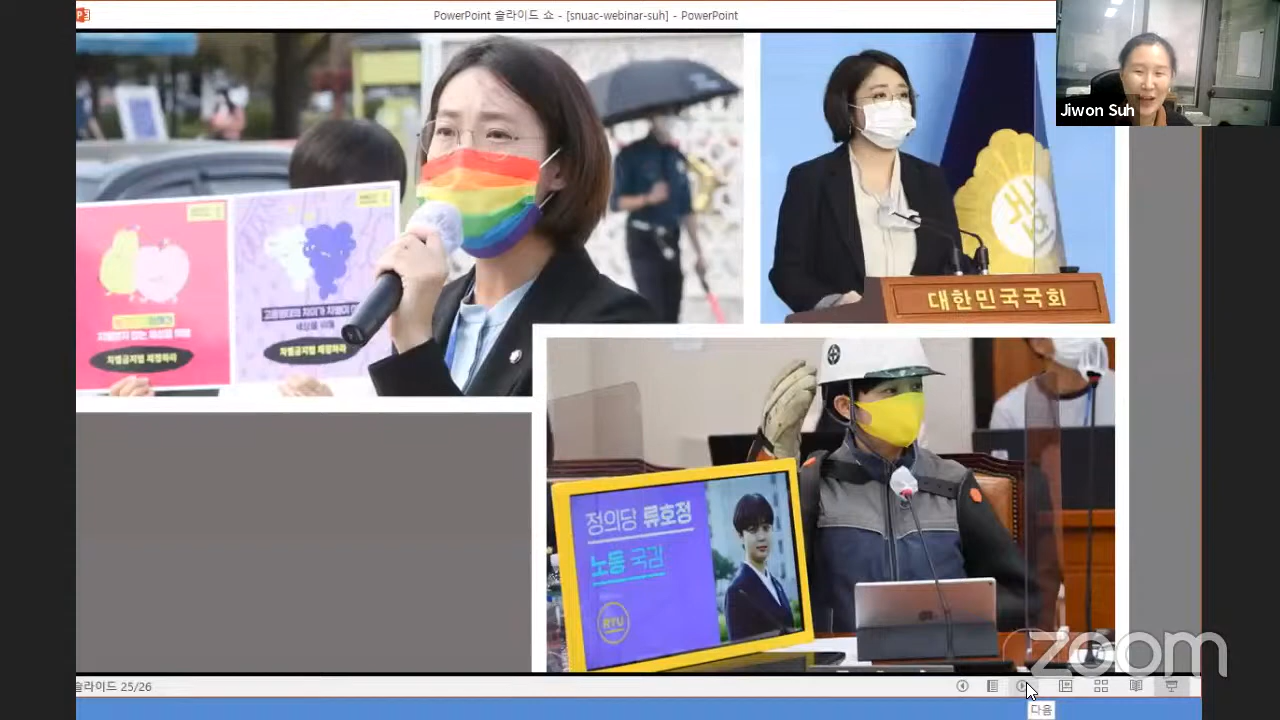 PowerPoint 슬라이드 쇼 - [snuac-webinar-suh] - PowerPoint
Jiwon Suh
차별금지법 제정하라
차별금지법 제정하라
대한민국국회
정의당 류호정
노동 국감
RYU
zoom
슬라이드 25/26
다음